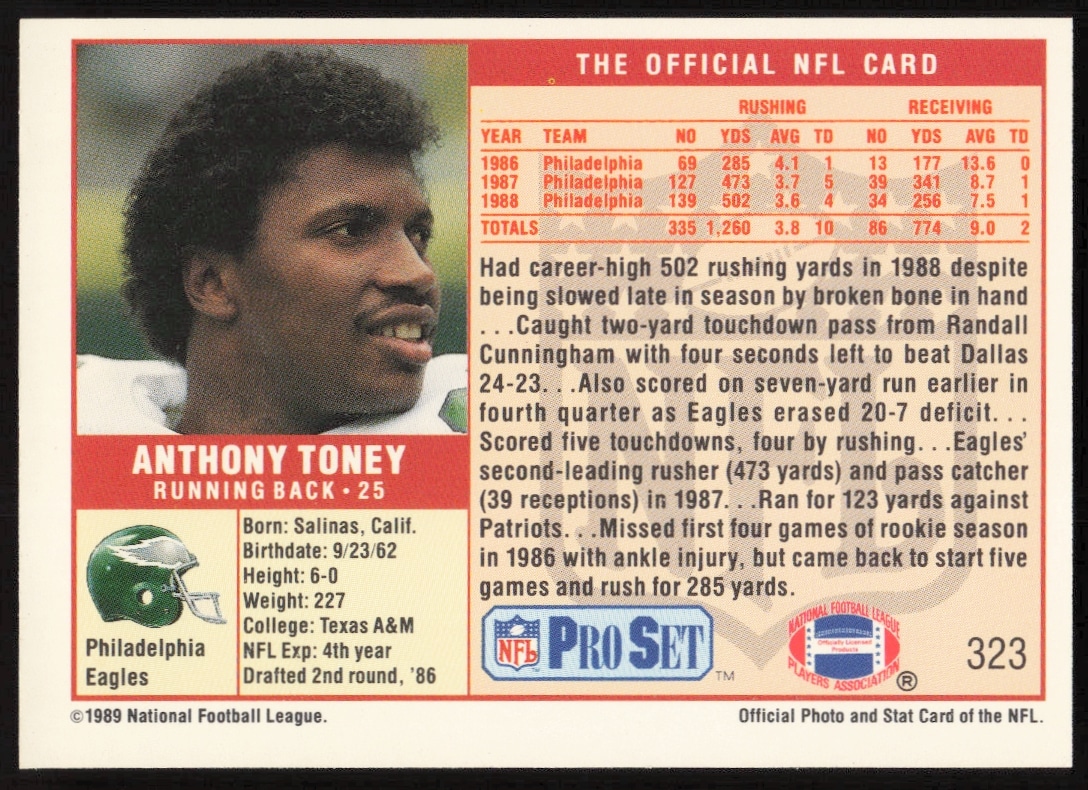 THE OFFICIAL NFL CARD
RUSHING RECEIVING
YEAR TEAM NO YDS AVG TD NO YDS AVG TD
1986 Philadelphia 69 285 4.1 1 13 177 13.6 0
1987 Philadelphia 127 473 3.7 5 39 341 8.7 1
1988 Philadelphia 139 502 3.6 4 34 256 7.5 1
TOTALS 335 1,260 3.8 10 86 774 9.0 2
Had career-high 502 rushing yards in 1988 despite
being slowed late in season by broken bone in hand
. . .Caught two-yard touchdown pass from Randall
Cunningham with four seconds left to beat Dallas
24-23. . .Also scored on seven-yard run earlier in
fourth quarter as Eagles erased 20-7 deficit. . .
Scored five touchdowns, four by rushing. . .Eagles'
second-leading rusher (473 yards) and pass catcher
(39 receptions) in 1987. . .Ran for 123 yards against
Patriots. . .Missed first four games of rookie season
in 1986 with ankle injury, but came back to start five
games and rush for 285 yards.
ANTHONY TONEY
RUNNING BACK • 25
Philadelphia
Eagles
Born: Salinas, Calif.
Birthdate: 9/23/62
Height: 6-0
Weight: 227
College: Texas A&M
NFL Exp: 4th year
Drafted 2nd round, '86
NFL
PRO SET
TM
NATIONAL FOOTBALL LEAGUE
Officially Licensed
Products
PLAYERS ASSOCIATION
®
323
©1989 National Football League.
Official Photo and Stat Card of the NFL.